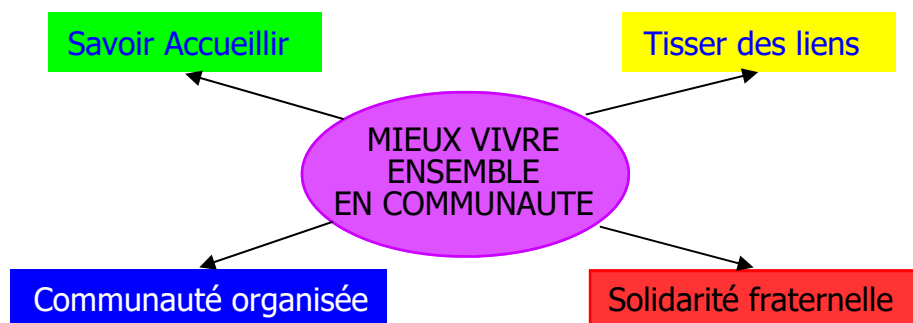 Savoir Accueillir
Tisser des liens
MIEUX VIVRE
ENSEMBLE
EN COMMUNAUTE
Communauté organisée
Solidarité fraternelle